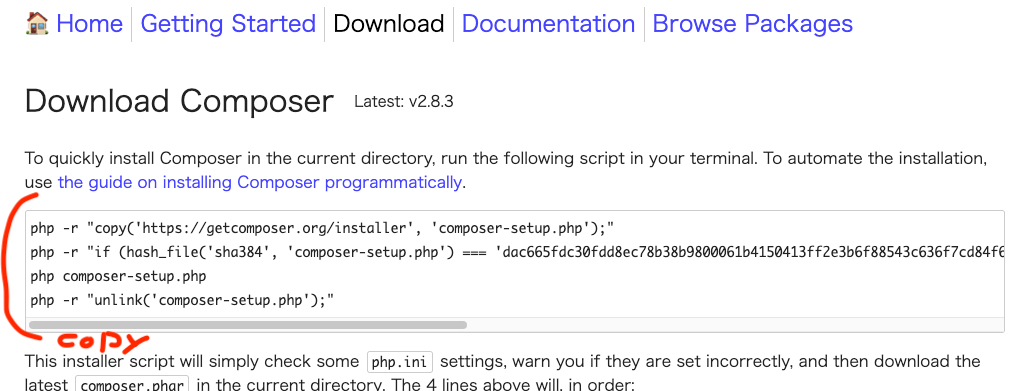 Home Getting Started Download Documentation Browse Packages
Download Composer Latest: v2.8.3
To quickly install Composer in the current directory, run the following script in your terminal. To automate the installation,
use the guide on installing Composer programmatically.
php -r "copy('https://getcomposer.org/installer', 'composer-setup.php');"
php -r "if (hash_file('sha384', 'composer-setup.php') === 'dac665fdc30fdd8ec78b38b9800061b4150413ff2e3b6f88543c636f7cd84f6
php composer-setup.php
php -r "unlink('composer-setup.php');"
copy
This installer script will simply check some php.ini settings, warn you if they are set incorrectly, and then download the
latest composer.phar in the current directory. The 4 lines above will, in order: